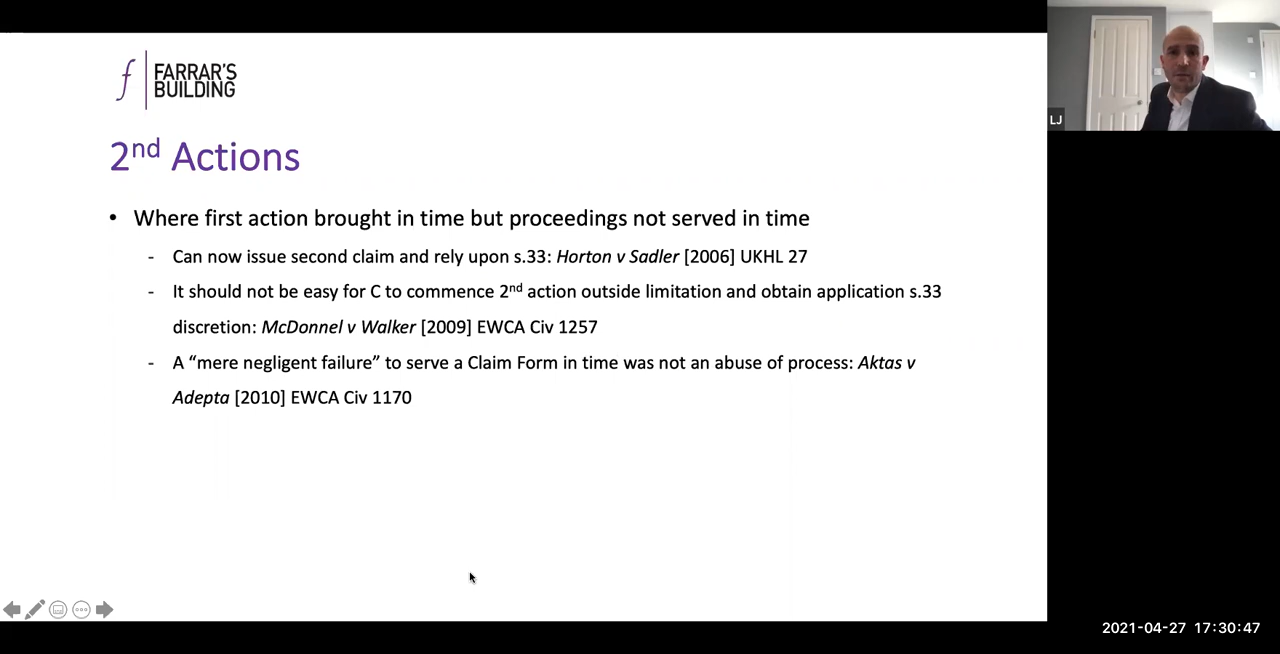 f
FARRAR'S
BUILDING
LJ
2nd Actions
• Where first action brought in time but proceedings not served in time
- Can now issue second claim and rely upon s.33: Horton v Sadler [2006] UKHL 27
- It should not be easy for C to commence 2nd action outside limitation and obtain application s.33
discretion: McDonnel v Walker [2009] EWCA Civ 1257
- A “mere negligent failure” to serve a Claim Form in time was not an abuse of process: Aktas v
Adepta [2010] EWCA Civ 1170
2021-04-27 17:30:47